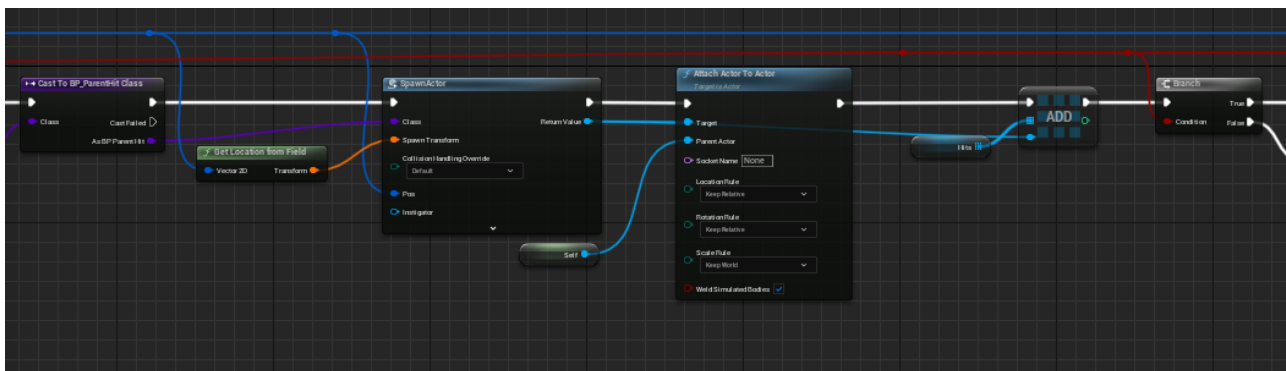 Cast To BP_ParentHit Class
Class
Cast Failed
As BP Parent Hit
Get Location from Field
Vector 2D
Transform
SpawnActor
Class
Return Value
Spawn Transform
Collision Handling Override
Default
Pos
Instigator
Self
Attach Actor To Actor
Target is Actor
Target
Parent Actor
Socket Name
None
Location Rule
Keep Relative
Rotation Rule
Keep Relative
Scale Rule
Keep World
Weld Simulated Bodies
Hits
ADD
Branch
True
Condition
False